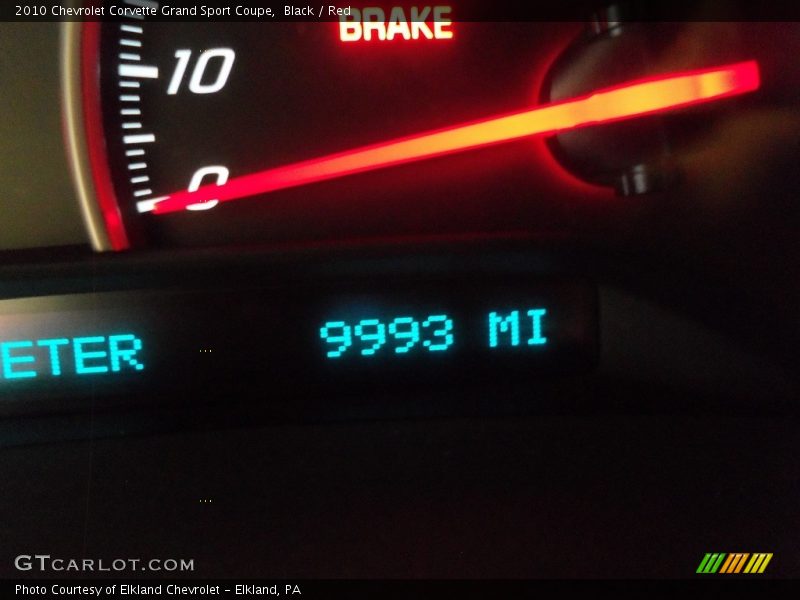 2010 Chevrolet Corvette Grand Sport Coupe,  Black / Red
BRAKE
10
0
ETER 9993 MI
GTCARLOT.COM
Photo Courtesy of Elkland Chevrolet - Elkland, PA